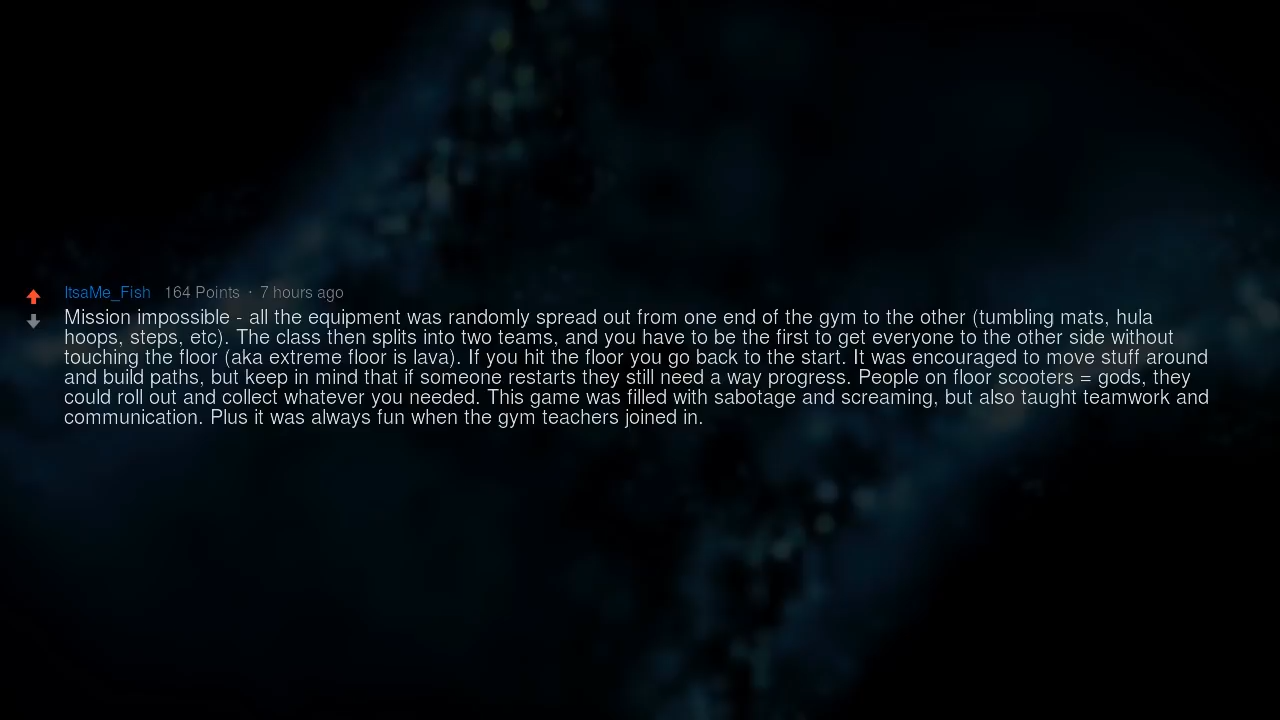 ItsaMe_Fish 164 Points · 7 hours ago
Mission impossible - all the equipment was randomly spread out from one end of the gym to the other (tumbling mats, hula
hoops, steps, etc). The class then splits into two teams, and you have to be the first to get everyone to the other side without
touching the floor (aka extreme floor is lava). If you hit the floor you go back to the start. It was encouraged to move stuff around
and build paths, but keep in mind that if someone restarts they still need a way progress. People on floor scooters = gods, they
could roll out and collect whatever you needed. This game was filled with sabotage and screaming, but also taught teamwork and
communication. Plus it was always fun when the gym teachers joined in.